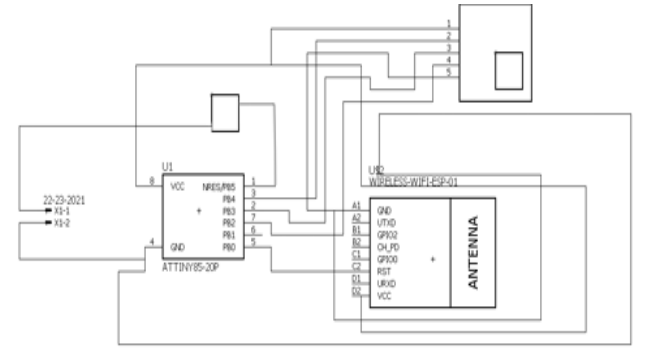 1
2
3
4
5
U1
8 VCC NRES/PB5 1
PB4 3
PB3 2
PB2 7
PB1 6
4 GND PB0 5
ATTINY85-20P
22-23-2021
X1-1
X1-2
WIRELESS-WIFI-ESP-01
A1 GND
A2 UTXD
B1 GPIO2
B2 CH_PD
C1 GPIO0
C2 RST
D1 URXD
D2 VCC
ANTENNA